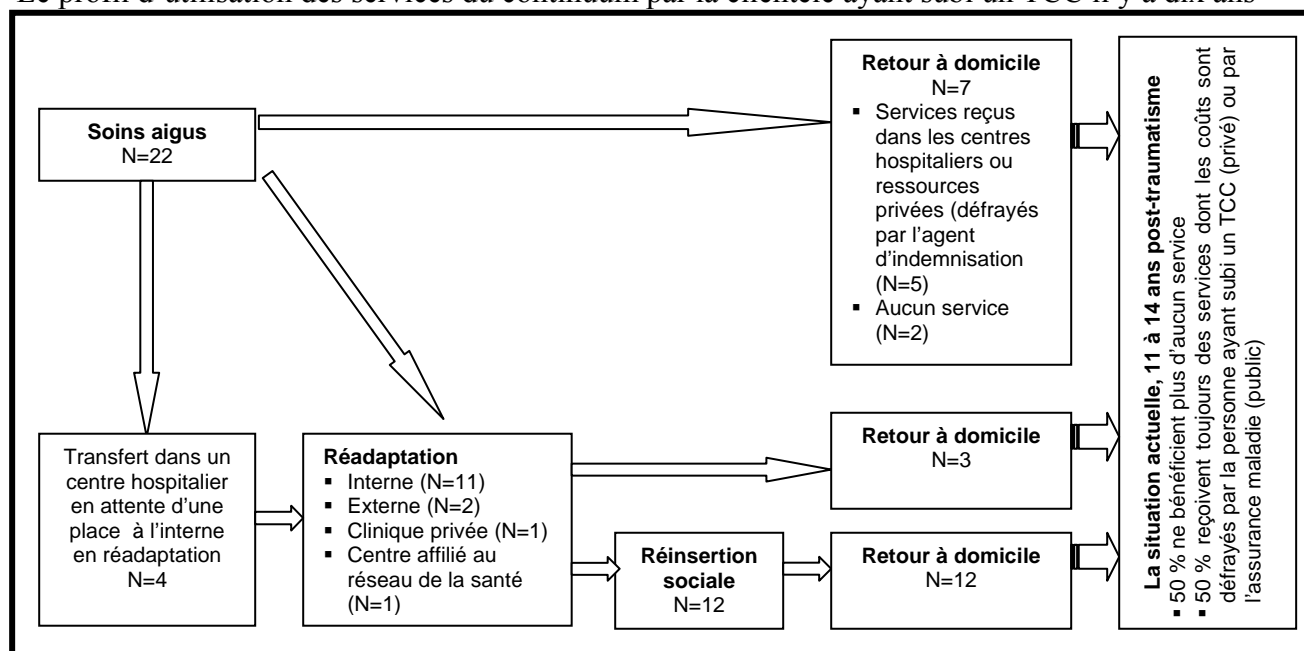 Le profil d'utilisation des services du continuum par la clientèle ayant subi un TCC il y a dix ans
Soins aigus
N=22
Retour à domicile
N=7
▪ Services reçus
dans les centres
hospitaliers ou
ressources
privées (défrayés
par l'agent
d'indemnisation
(N=5)
▪ Aucun service
(N=2)
Transfert dans un
centre hospitalier
en attente d'une
place à l'interne
en réadaptation
N=4
Réadaptation
▪ Interne (N=11)
▪ Externe (N=2)
▪ Clinique privée (N=1)
▪ Centre affilié au
réseau de la santé
(N=1)
Retour à domicile
N=3
Réinsertion
sociale
N=12
Retour à domicile
N=12
La situation actuelle, 11 à 14 ans post-traumatisme
▪ 50 % ne bénéficient plus d'aucun service
▪ 50 % reçoivent toujours des services dont les coûts sont
défrayés par la personne ayant subi un TCC (privé) ou par
l'assurance maladie (public)